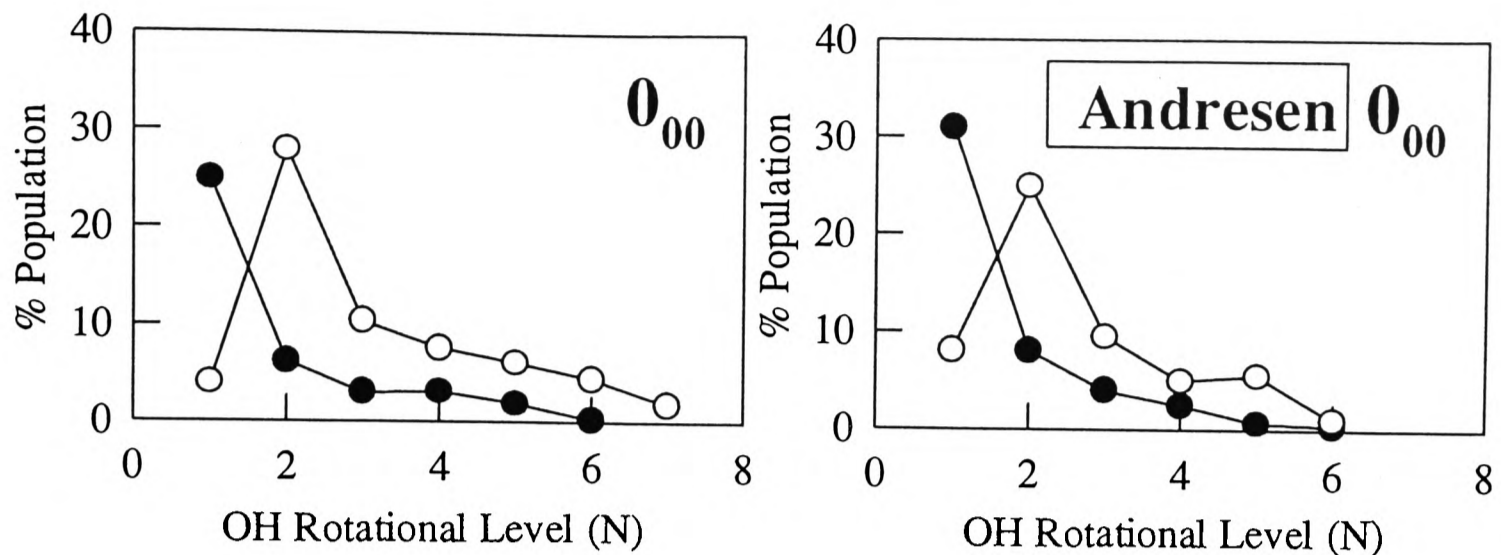 40
30
20
10
0
% Population
0₀₀
0 2 4 6 8
OH Rotational Level (N)
40
30
20
10
0
% Population
Andresen 0₀₀
0 2 4 6 8
OH Rotational Level (N)